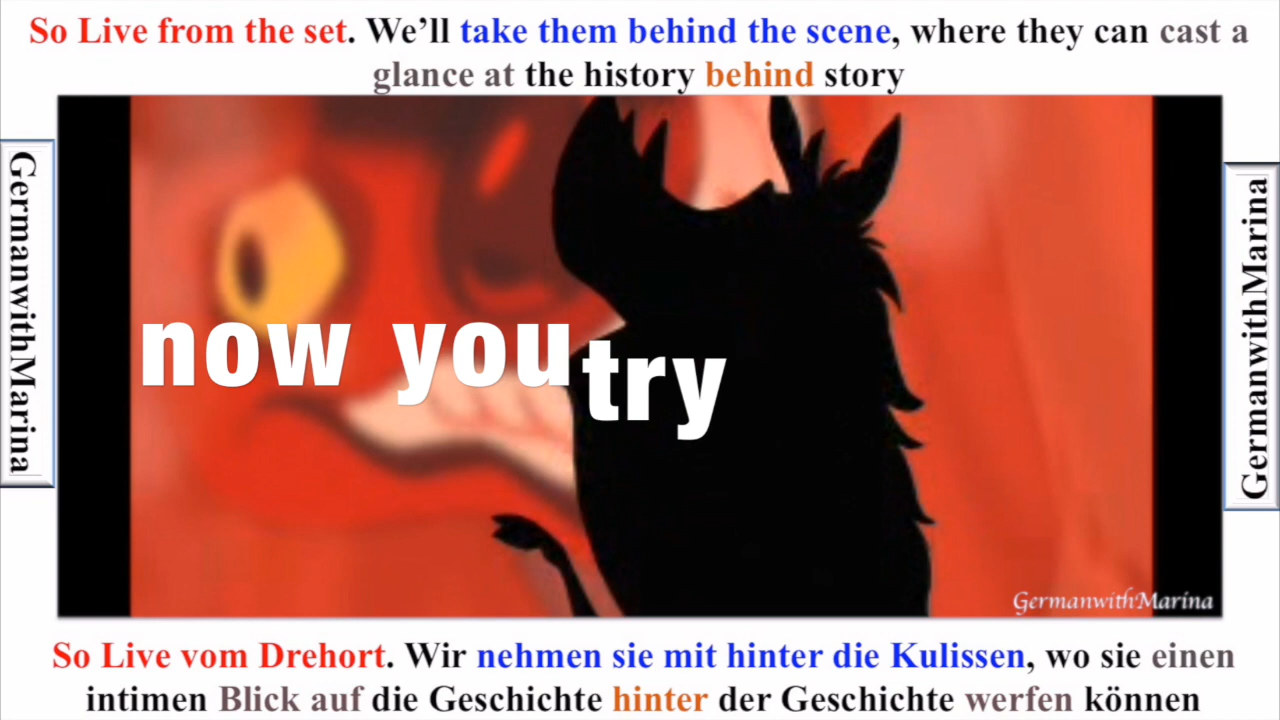 So Live from the set. We’ll take them behind the scene, where they can cast a
glance at the history behind story
GermanwithMarina
now you try
GermanwithMarina
GermanwithMarina
So Live vom Drehort. Wir nehmen sie mit hinter die Kulissen, wo sie einen
intimen Blick auf die Geschichte hinter der Geschichte werfen können